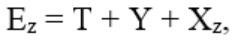 E_z = T + Y + X_z,